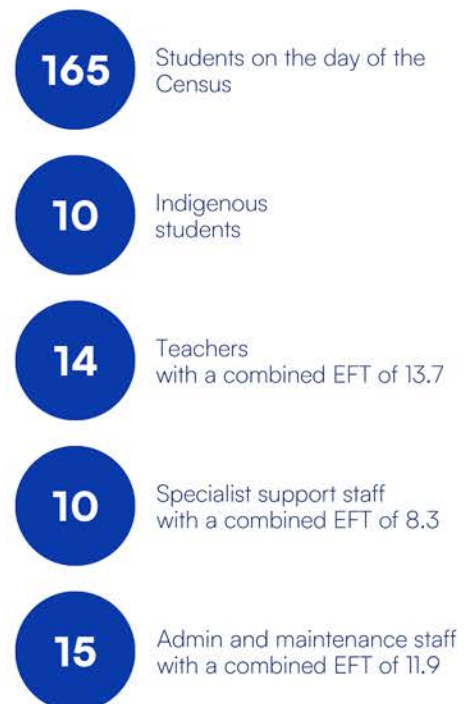 165
Students on the day of the
Census
10
Indigenous
students
14
Teachers
with a combined EFT of 13.7
10
Specialist support staff
with a combined EFT of 8.3
15
Admin and maintenance staff
with a combined EFT of 11.9